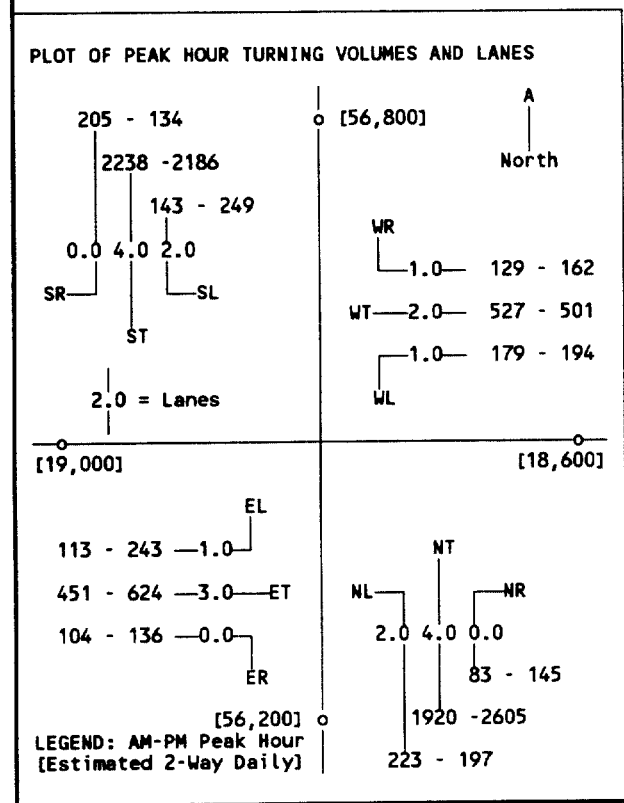 PLOT OF PEAK HOUR TURNING VOLUMES AND LANES
205 - 134
[56,800]
A
2238 -2186
North
143 - 249
WR
0.0 4.0 2.0
1.0 129 - 162
SR
SL
WT 2.0 527 - 501
ST
1.0 179 - 194
2.0 = Lanes
WL
[19,000]
[18,600]
EL
113 - 243 1.0
NT
451 - 624 3.0 ET
NL
NR
104 - 136 0.0
2.0 4.0 0.0
ER
83 - 145
[56,200]
1920 -2605
LEGEND: AM-PM Peak Hour
[Estimated 2-Way Daily]
223 - 197